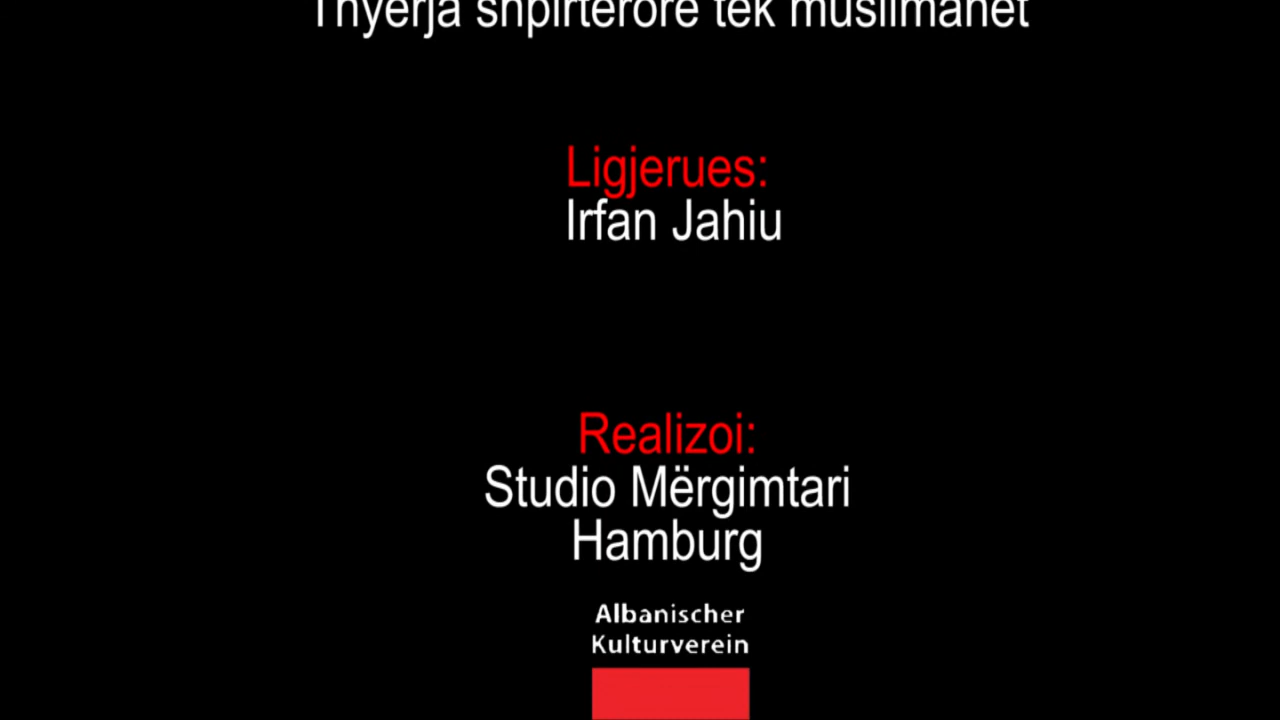 Thyerja shpirtërore tek muslimanët
Ligjerues:
Irfan Jahiu
Realizoi:
Studio Mërgimtari
Hamburg
Albanischer
Kulturverein